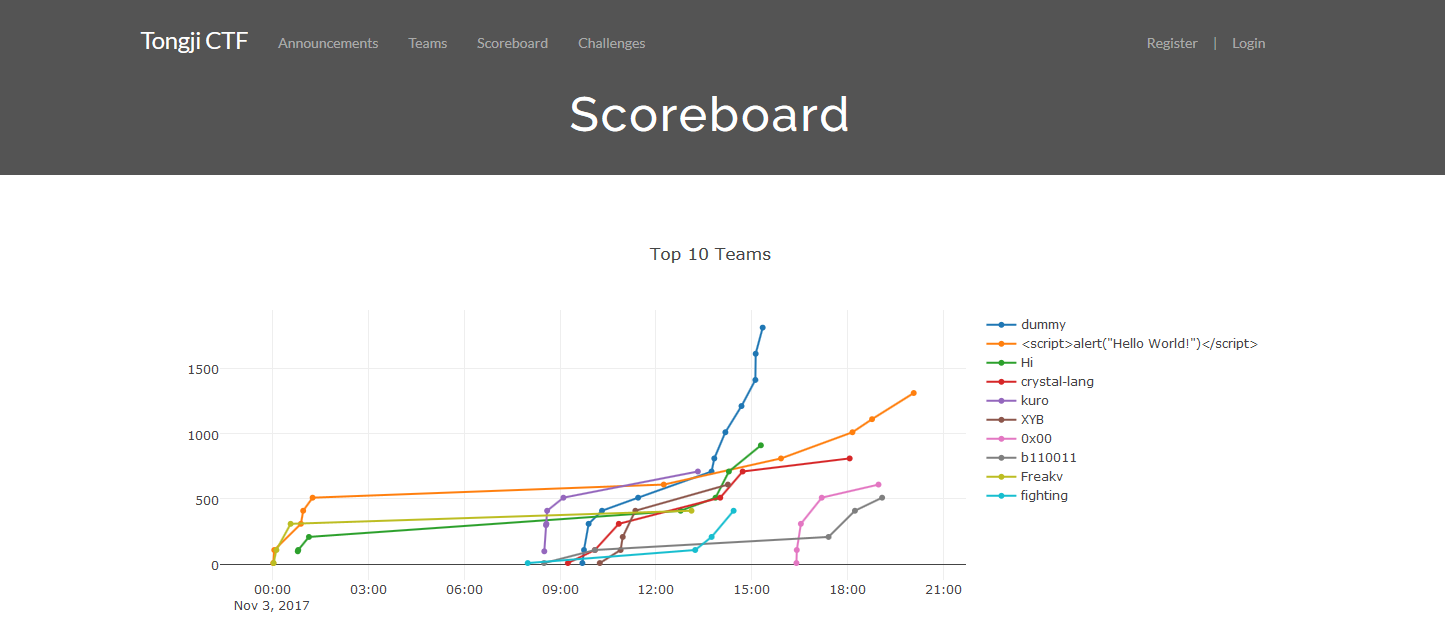 Tongji CTF Announcements Teams Scoreboard Challenges Register | Login
Scoreboard
Top 10 Teams
dummy
<script>alert("Hello World!")</script>
Hi
crystal-lang
kuro
XYB
0x00
b110011
Freakv
fighting
1500
1000
500
0
00:00 03:00 06:00 09:00 12:00 15:00 18:00 21:00
Nov 3, 2017